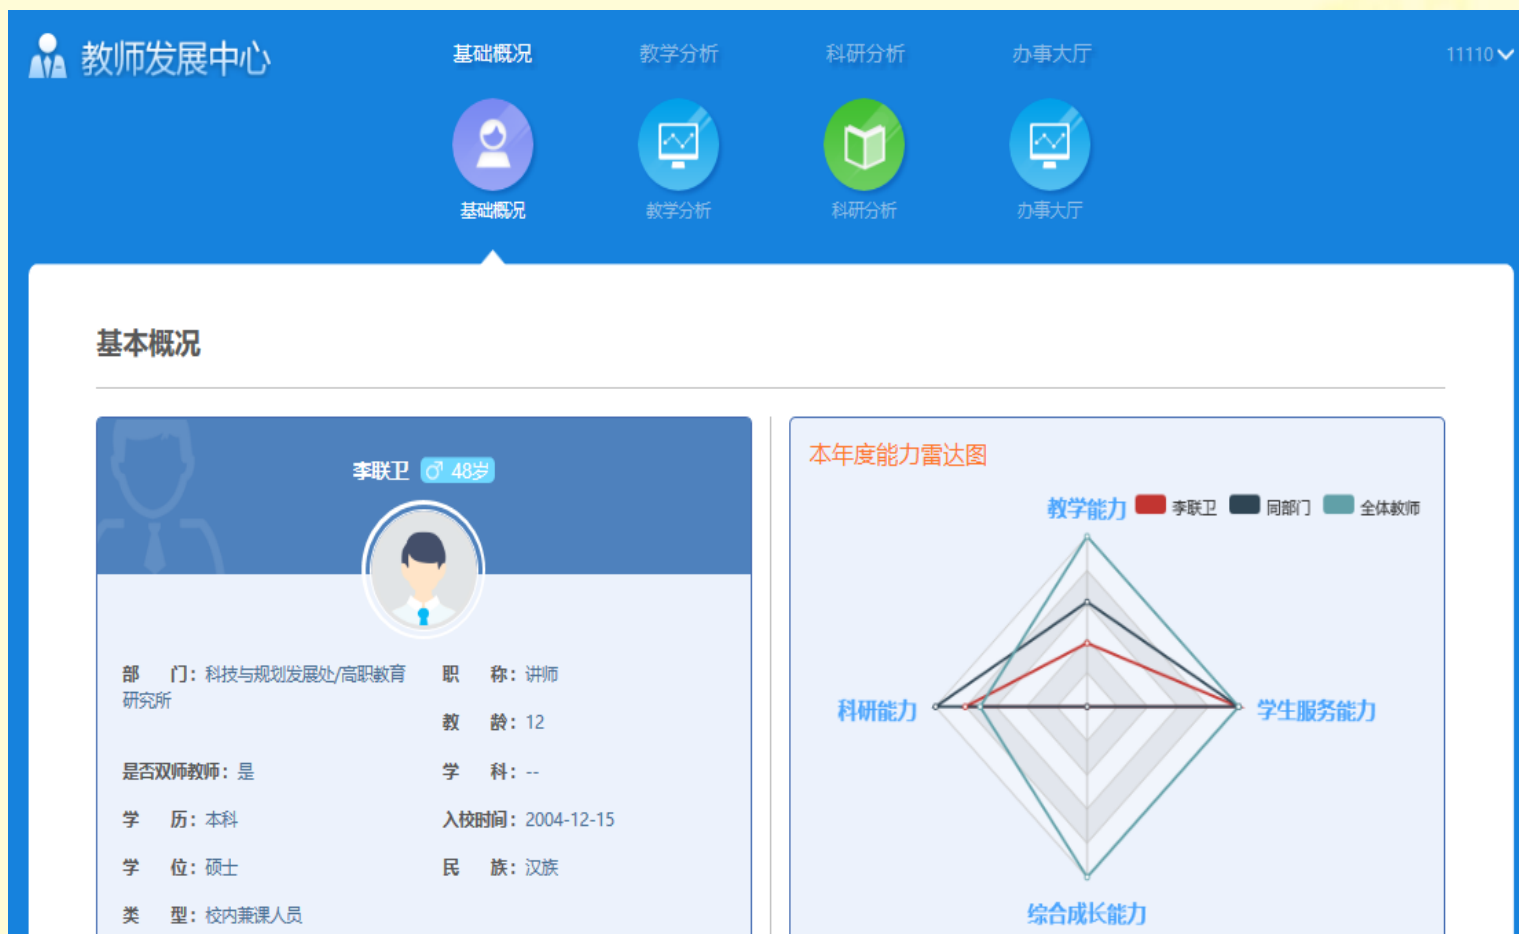 教师发展中心
基础概况 教学分析 科研分析 办事大厅 11110
基础概况 教学分析 科研分析 办事大厅
基本概况
李联卫 ♂ 48岁
部 门：科技与规划发展处/高职教育
研究所
职 称：讲师
教 龄：12
是否双师教师：是
学 科：--
学 历：本科
入校时间：2004-12-15
学 位：硕士
民 族：汉族
类 型：校内兼课人员
本年度能力雷达图
教学能力 李联卫 同部门 全体教师
科研能力 学生服务能力
综合成长能力